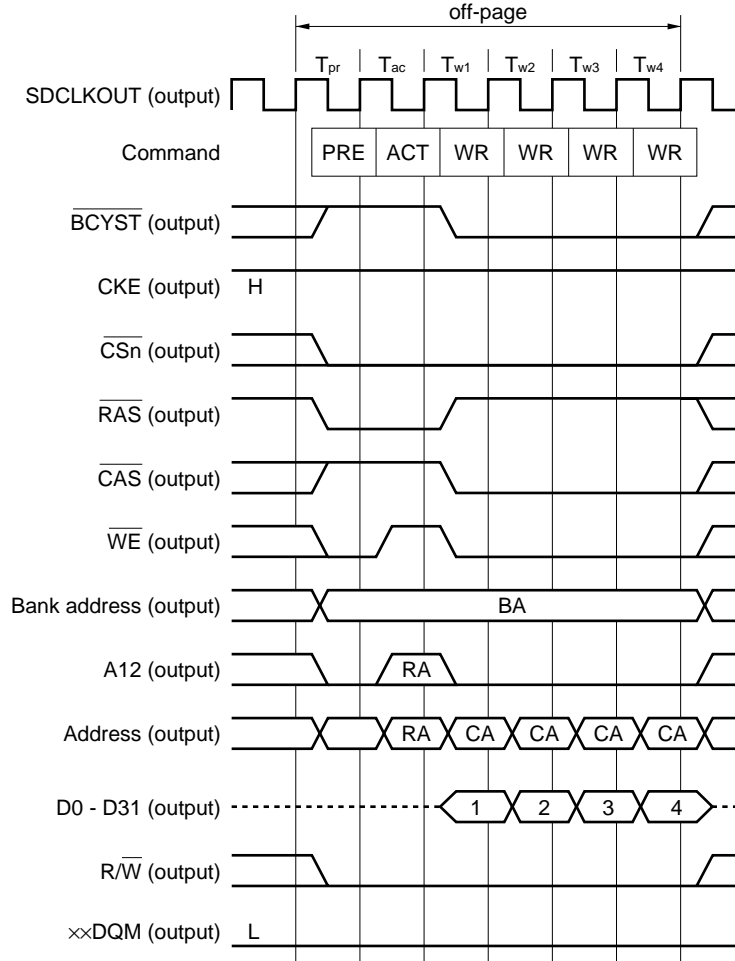 off-page
Tpr Tac Tw1 Tw2 Tw3 Tw4
SDCLKOUT (output)
Command PRE ACT WR WR WR WR
BCYST (output)
CKE (output) H
CSn (output)
RAS (output)
CAS (output)
WE (output)
Bank address (output) BA
A12 (output) RA
Address (output) RA CA CA CA CA
D0 - D31 (output) 1 2 3 4
R/W (output)
××DQM (output) L